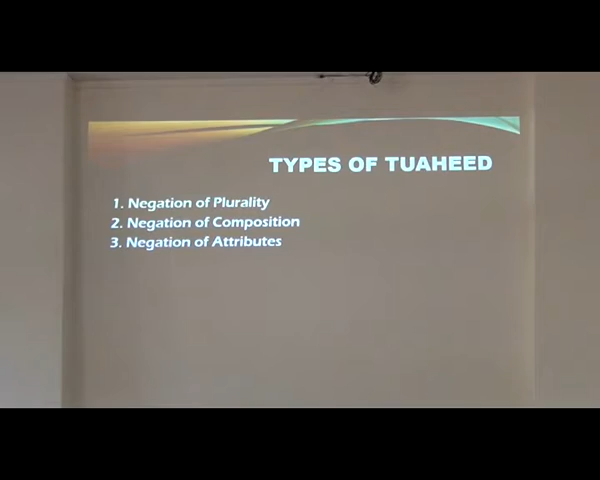 TYPES OF TUAHEED
1. Negation of Plurality
2. Negation of Composition
3. Negation of Attributes